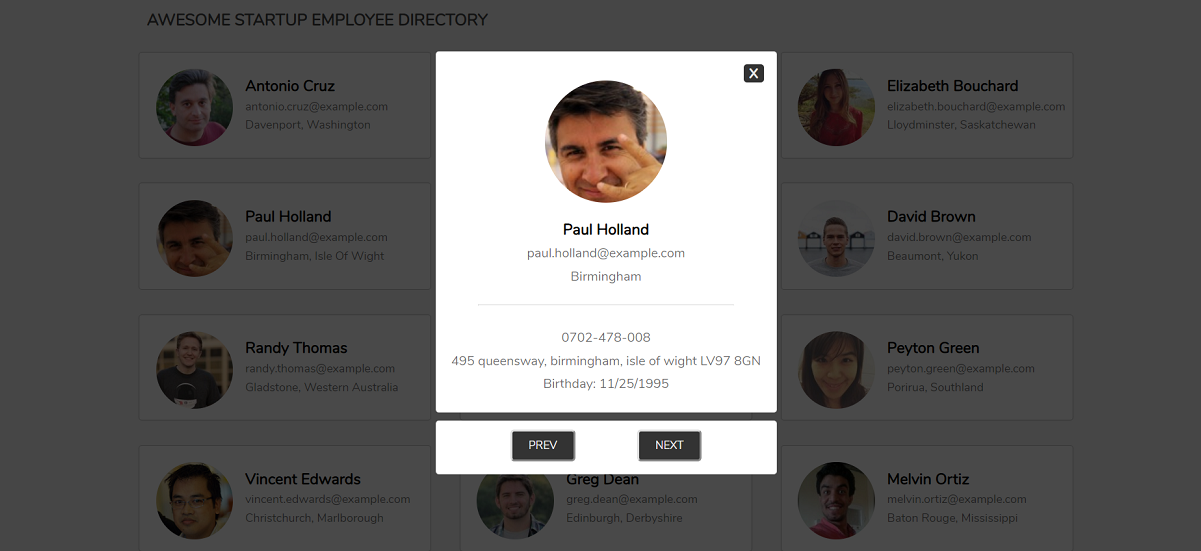 AWESOME STARTUP EMPLOYEE DIRECTORY
Antonio Cruz
antonio.cruz@example.com
Davenport, Washington
Elizabeth Bouchard
elizabeth.bouchard@example.com
Lloydminster, Saskatchewan
Paul Holland
paul.holland@example.com
Birmingham, Isle Of Wight
David Brown
david.brown@example.com
Beaumont, Yukon
Randy Thomas
randy.thomas@example.com
Gladstone, Western Australia
Peyton Green
peyton.green@example.com
Porirua, Southland
Vincent Edwards
vincent.edwards@example.com
Christchurch, Marlborough
Greg Dean
greg.dean@example.com
Edinburgh, Derbyshire
Melvin Ortiz
melvin.ortiz@example.com
Baton Rouge, Mississippi
X
Paul Holland
paul.holland@example.com
Birmingham
0702-478-008
495 queensway, birmingham, isle of wight LV97 8GN
Birthday: 11/25/1995
PREV
NEXT